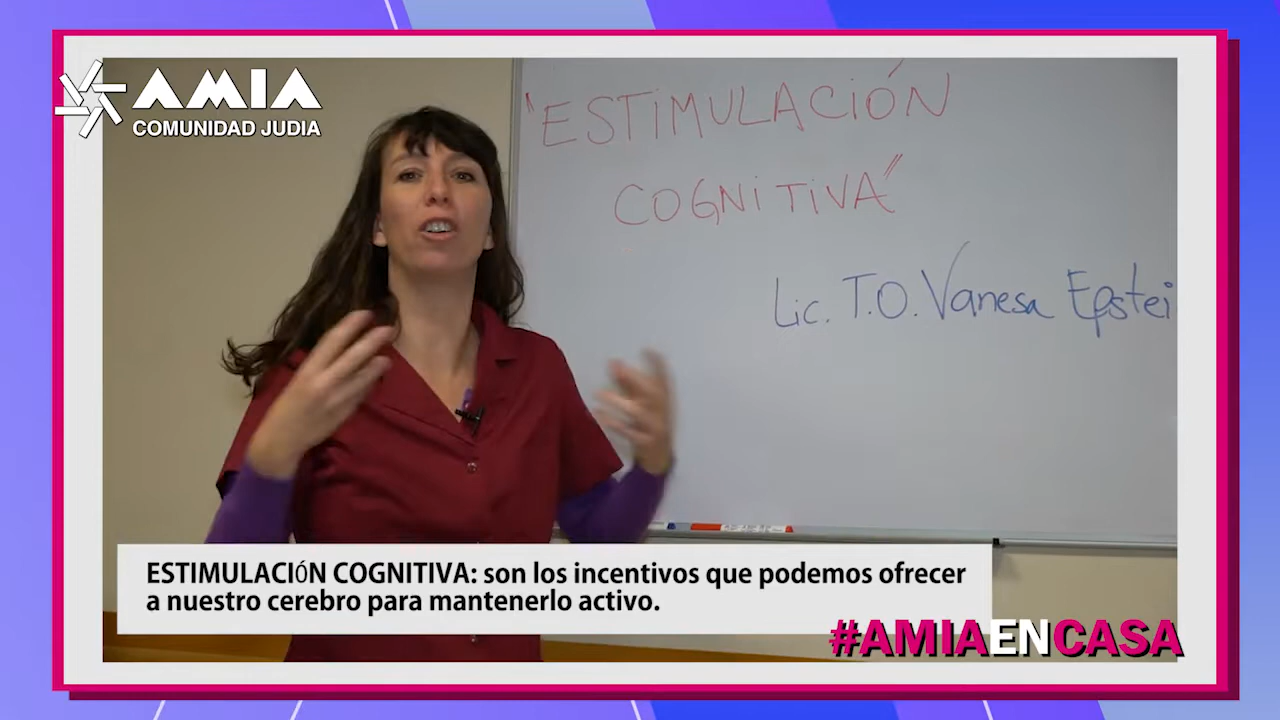 AMIA
COMUNIDAD JUDIA
"ESTIMULACIÓN
COGNITIVA"
Lic. T.O. Vanesa Epstei
ESTIMULACIÓN COGNITIVA: son los incentivos que podemos ofrecer
a nuestro cerebro para mantenerlo activo.
#AMIAENCASA